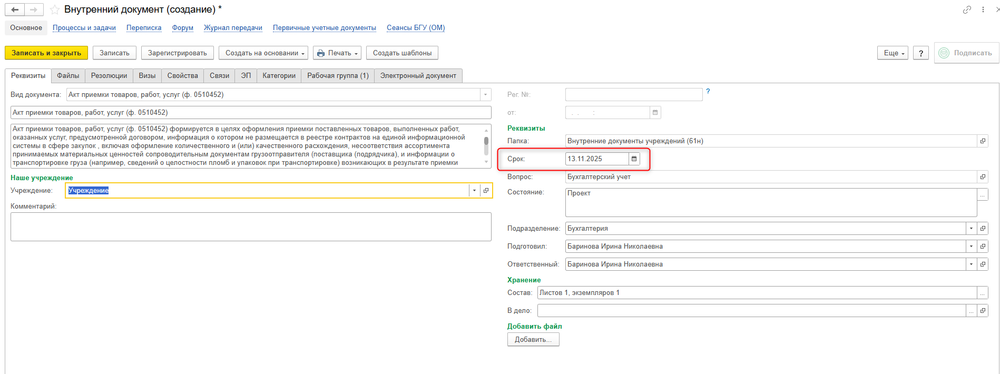 Внутренний документ (создание) *
Основное Процессы и задачи Переписка Форум Журнал передачи Первичные учетные документы Сеансы БГУ (ОМ)
Записать и закрыть Записать Зарегистрировать Создать на основании Печать Создать шаблоны Еще ? Подписать
Реквизиты Файлы Резолюции Визы Свойства Связи ЭП Категории Рабочая группа (1) Электронный документ
Вид документа: Акт приемки товаров, работ, услуг (ф. 0510452)
Акт приемки товаров, работ, услуг (ф. 0510452)
Акт приемки товаров, работ, услуг (ф. 0510452) формируется в целях оформления приемки поставленных товаров, выполненных работ,
оказанных услуг, предусмотренной договором, информация о котором не размещается в реестре контрактов на единой информационной
системы в сфере закупок , включая оформление количественного и (или) качественного расхождения, несоответствия ассортимента
принимаемых материальных ценностей сопроводительным документам грузоотправителя (поставщика (подрядчика), и информации о
транспортировке груза (например, сведений о целостности пломб и упаковок при транспортировке) возникающих в результате приемки
Наше учреждение
Учреждение: Учреждение
Комментарий:
Рег. №: ?
от: . . :
Реквизиты
Папка: Внутренние документы учреждений (61н)
Срок: 13.11.2025
Вопрос: Бухгалтерский учет
Состояние: Проект ...
Подразделение: Бухгалтерия
Подготовил: Баринова Ирина Николаевна
Ответственный: Баринова Ирина Николаевна
Хранение
Состав: Листов 1, экземпляров 1 ...
В дело: ...
Добавить файл
Добавить...